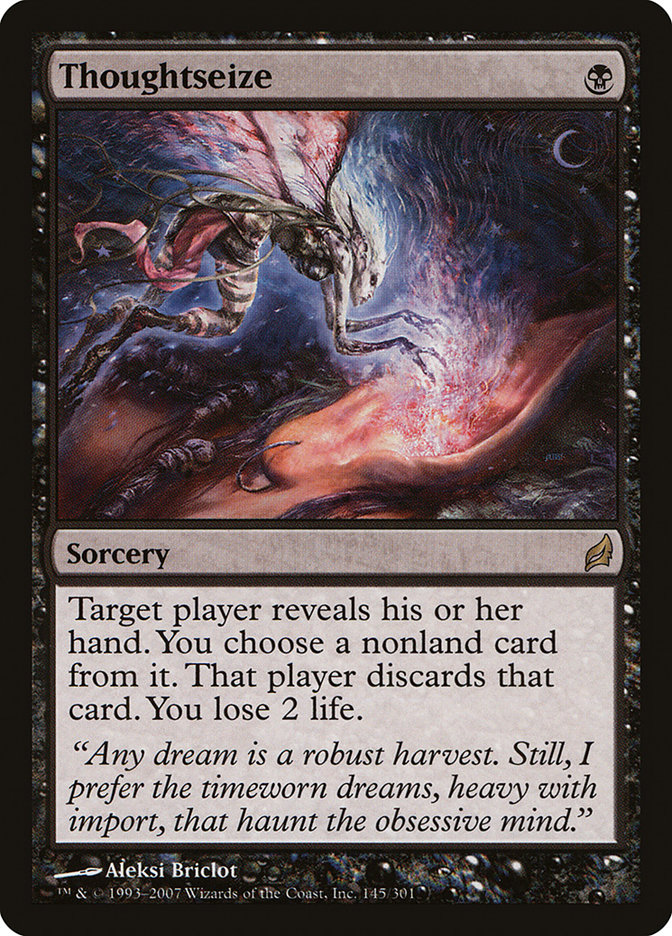 Thoughtseize
Sorcery
Target player reveals his or her
hand. You choose a nonland card
from it. That player discards that
card. You lose 2 life.
“Any dream is a robust harvest. Still, I
prefer the timeworn dreams, heavy with
import, that haunt the obsessive mind.”
Aleksi Briclot
™ & © 1993–2007 Wizards of the Coast, Inc. 145/301